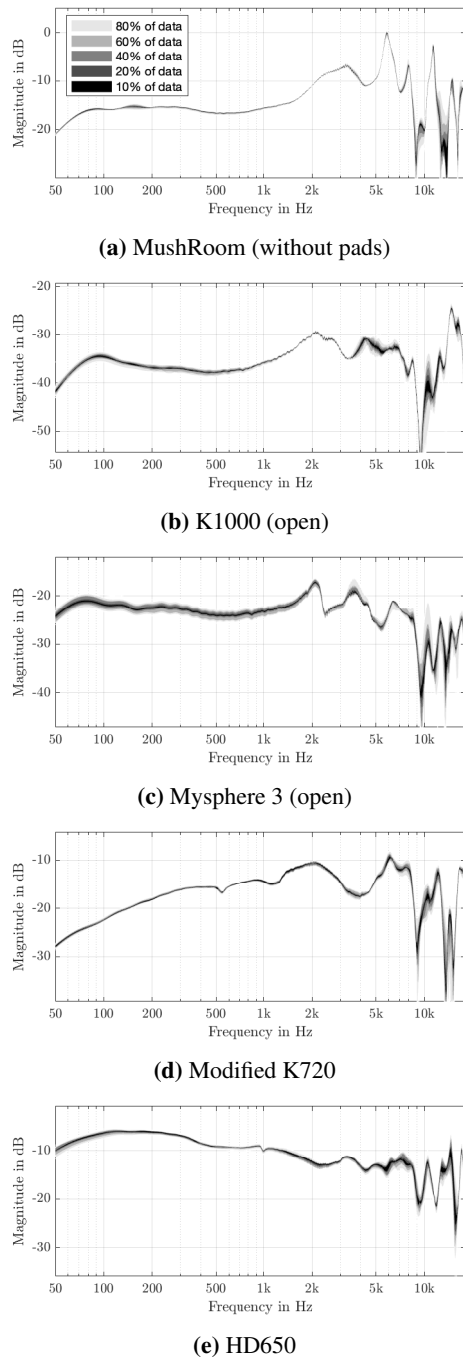 0
-10
-20
Magnitude in dB
80% of data
60% of data
40% of data
20% of data
10% of data
50 100 200 500 1k 2k 5k 10k
Frequency in Hz
(a) MushRoom (without pads)
-20
-30
-40
-50
Magnitude in dB
50 100 200 500 1k 2k 5k 10k
Frequency in Hz
(b) K1000 (open)
-20
-30
-40
Magnitude in dB
50 100 200 500 1k 2k 5k 10k
Frequency in Hz
(c) Mysphere 3 (open)
-10
-20
-30
Magnitude in dB
50 100 200 500 1k 2k 5k 10k
Frequency in Hz
(d) Modified K720
-10
-20
-30
Magnitude in dB
50 100 200 500 1k 2k 5k 10k
Frequency in Hz
(e) HD650